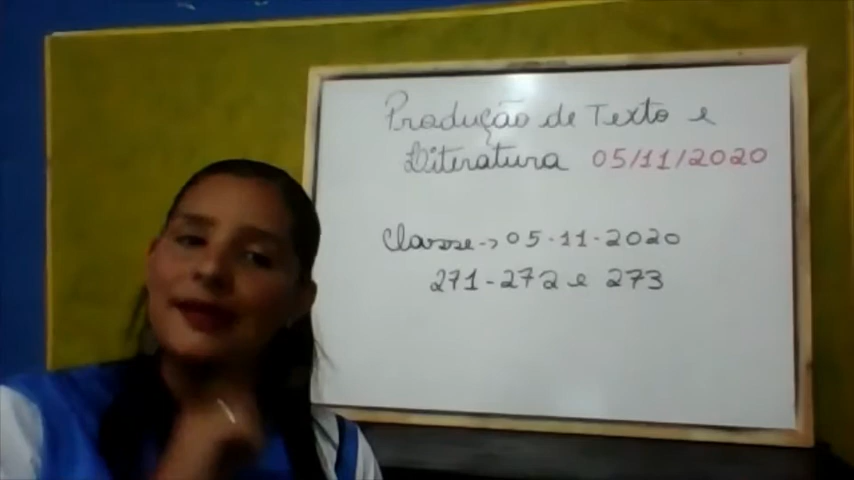 Produção de Texto e
Literatura 05/11/2020
Classe-> 05-11-2020
271-272 e 273